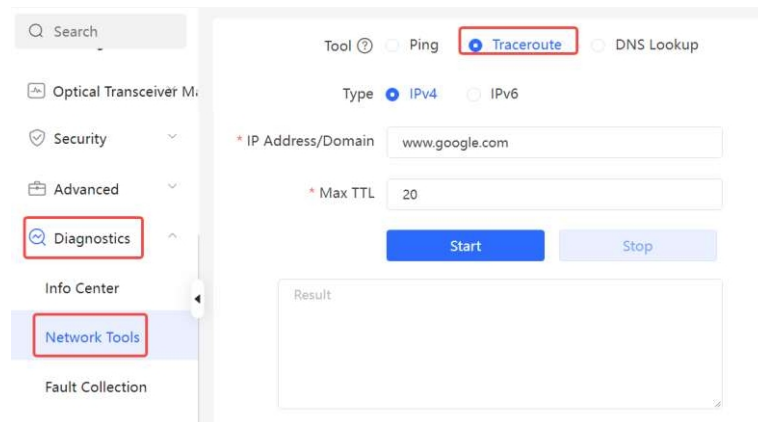 Search
Optical Transceiver Ma
Security
Advanced
Diagnostics
Info Center
Network Tools
Fault Collection
Tool ? Ping Traceroute DNS Lookup
Type IPv4 IPv6
* IP Address/Domain www.google.com
* Max TTL 20
Start Stop
Result